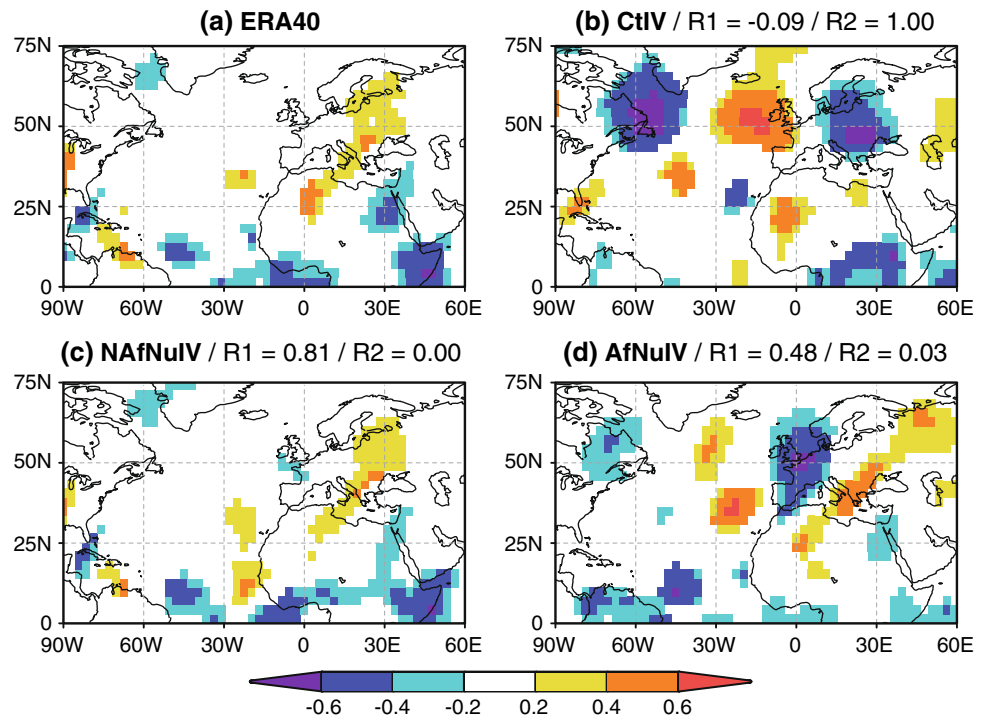 (a) ERA40
(b) CtlV / R1 = -0.09 / R2 = 1.00
75N
50N
25N
0
90W 60W 30W 0 30E 60E
75N
50N
25N
0
90W 60W 30W 0 30E 60E
(c) NAfNulV / R1 = 0.81 / R2 = 0.00
(d) AfNulV / R1 = 0.48 / R2 = 0.03
75N
50N
25N
0
90W 60W 30W 0 30E 60E
75N
50N
25N
0
90W 60W 30W 0 30E 60E
-0.6 -0.4 -0.2 0.2 0.4 0.6